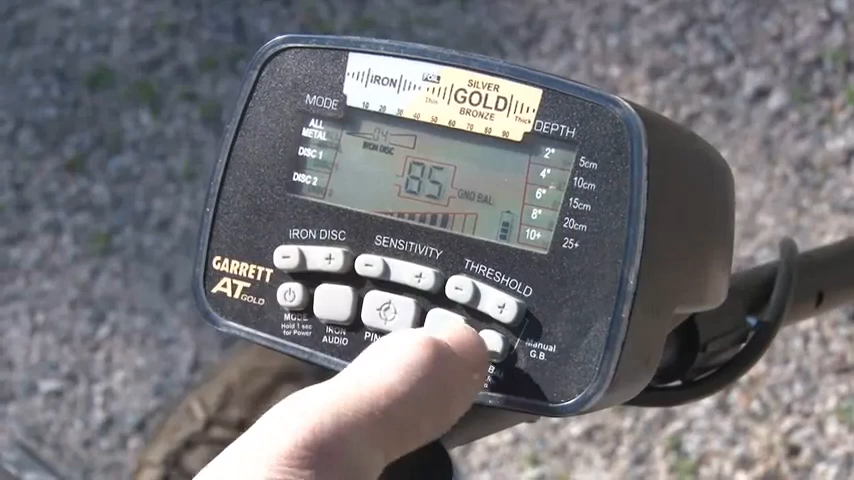 IRON
FOIL
SILVER
GOLD
BRONZE
Thin
Thick
10 20 30 40 50 60 70 80 90
MODE
DEPTH
ALL
METAL
DISC 1
DISC 2
04
IRON DISC
85
GND BAL
2" 5cm
4" 10cm
6" 15cm
8" 20cm
10+ 25+
IRON DISC
SENSITIVITY
THRESHOLD
- +
- +
- +
GARRETT
AT GOLD
MODE
Hold 1 sec
for Power
IRON
AUDIO
PIN
Manual
G.B.